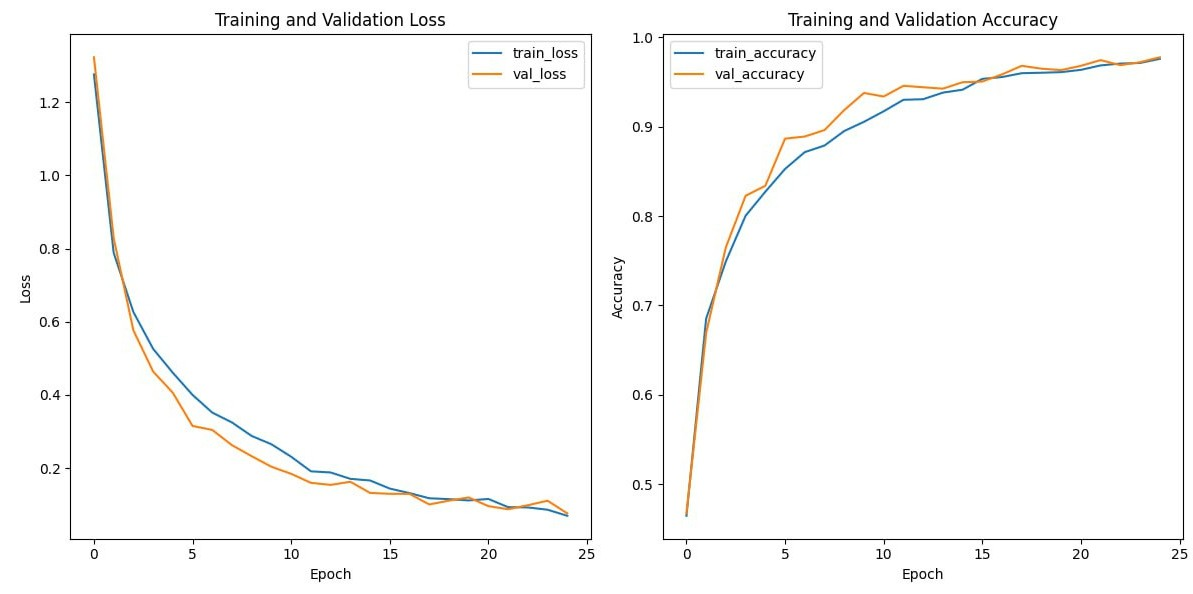 Training and Validation Loss
train_loss
val_loss
1.2
1.0
0.8
0.6
0.4
0.2
Loss
0
5
10
15
20
25
Epoch
Training and Validation Accuracy
train_accuracy
val_accuracy
1.0
0.9
0.8
0.7
0.6
0.5
Accuracy
0
5
10
15
20
25
Epoch